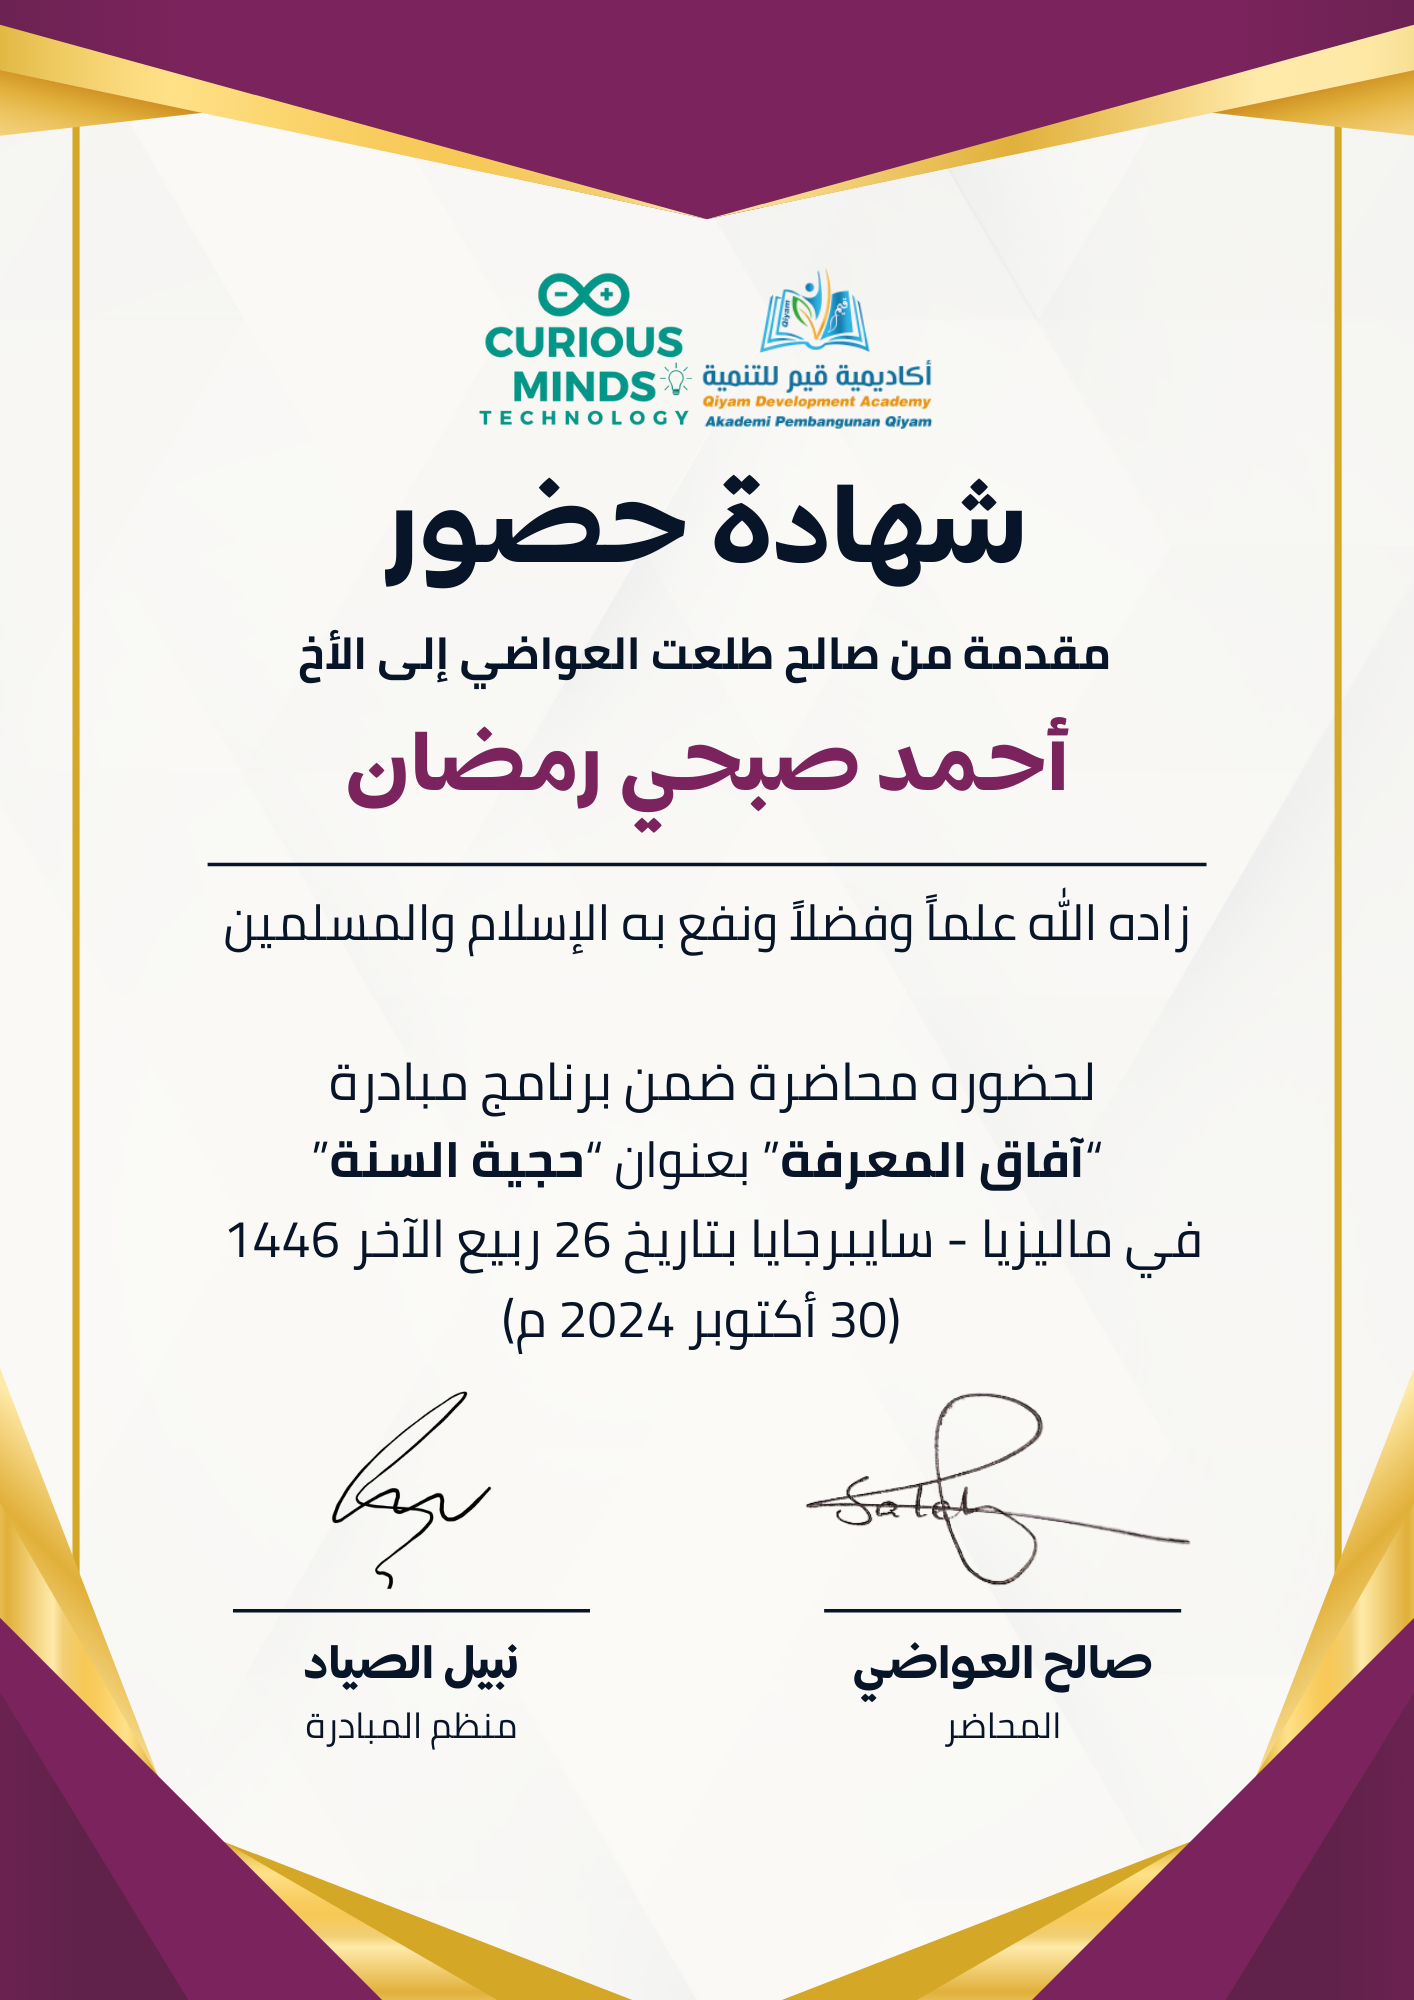 CURIOUS
MINDS
TECHNOLOGY
Qiyam
قيم
أكاديمية قيم للتنمية
Qiyam Development Academy
Akademi Pembangunan Qiyam
شهادة حضور
مقدمة من صالح طلعت العواضي إلى الأخ
أحمد صبحي رمضان
زاده الله علماً وفضلاً ونفع به الإسلام والمسلمين
لحضوره محاضرة ضمن برنامج مبادرة
“آفاق المعرفة” بعنوان “حجية السنة”
في ماليزيا - سايبرجايا بتاريخ 26 ربيع الآخر 1446
(30 أكتوبر 2024 م)
Saleh
صالح العواضي
المحاضر
نبيل الصياد
منظم المبادرة